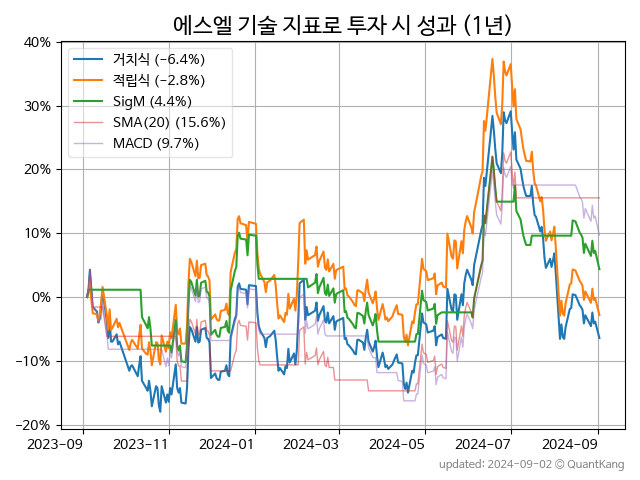 에스엘 기술 지표로 투자 시 성과 (1년)
40%
30%
20%
10%
0%
−10%
−20%
거치식 (−6.4%)
적립식 (−2.8%)
SigM (4.4%)
SMA(20) (15.6%)
MACD (9.7%)
2023-09 2023-11 2024-01 2024-03 2024-05 2024-07 2024-09
updated: 2024-09-02 © QuantKang